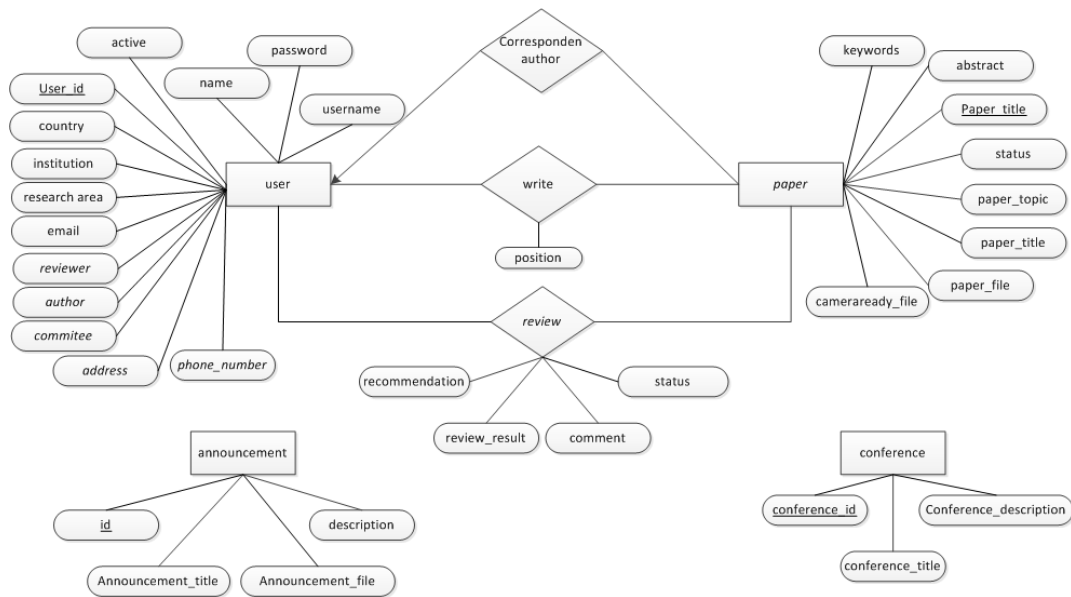 active
password
name
User_id
username
country
institution
research area
email
reviewer
author
commitee
address
phone_number
user
Corresponden
author
write
position
keywords
abstract
Paper_title
status
paper_topic
paper_title
paper_file
cameraready_file
paper
review
recommendation
status
review_result
comment
announcement
id
description
Announcement_title
Announcement_file
conference
conference_id
Conference_description
conference_title